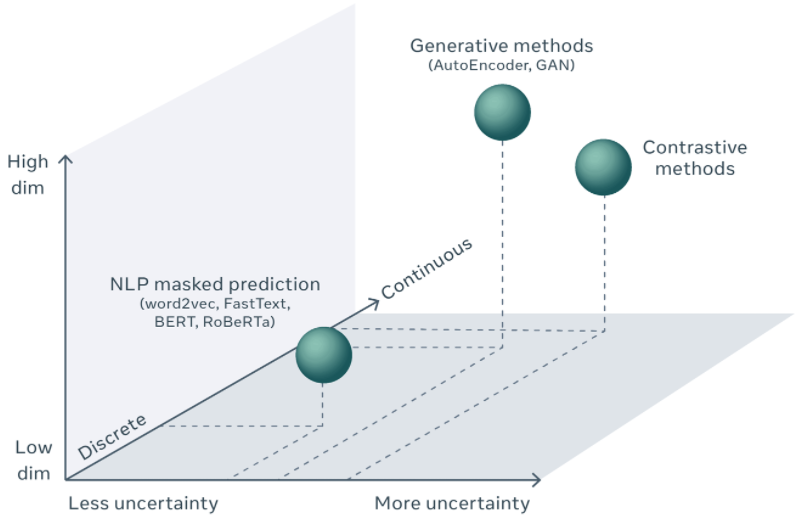 Generative methods
(AutoEncoder, GAN)
Contrastive
methods
High
dim
Continuous
NLP masked prediction
(word2vec, FastText,
BERT, RoBeRTa)
Discrete
Low
dim
Less uncertainty
More uncertainty